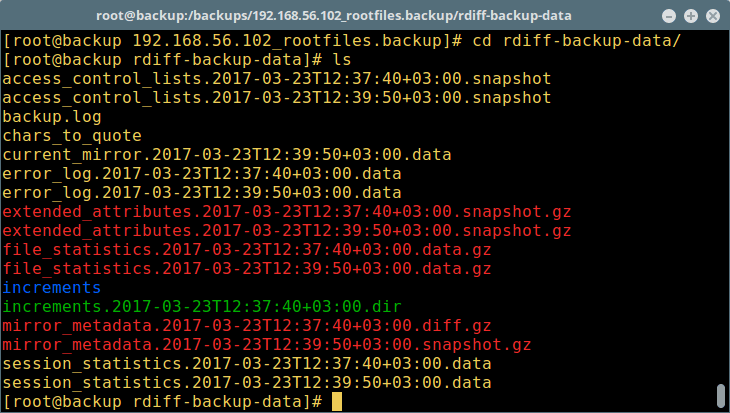 root@backup:/backups/192.168.56.102_rootfiles.backup/rdiff-backup-data
[root@backup 192.168.56.102_rootfiles.backup]# cd rdiff-backup-data/
[root@backup rdiff-backup-data]# ls
access_control_lists.2017-03-23T12:37:40+03:00.snapshot
access_control_lists.2017-03-23T12:39:50+03:00.snapshot
backup.log
chars_to_quote
current_mirror.2017-03-23T12:39:50+03:00.data
error_log.2017-03-23T12:37:40+03:00.data
error_log.2017-03-23T12:39:50+03:00.data
extended_attributes.2017-03-23T12:37:40+03:00.snapshot.gz
extended_attributes.2017-03-23T12:39:50+03:00.snapshot.gz
file_statistics.2017-03-23T12:37:40+03:00.data.gz
file_statistics.2017-03-23T12:39:50+03:00.data.gz
increments
increments.2017-03-23T12:37:40+03:00.dir
mirror_metadata.2017-03-23T12:37:40+03:00.diff.gz
mirror_metadata.2017-03-23T12:39:50+03:00.snapshot.gz
session_statistics.2017-03-23T12:37:40+03:00.data
session_statistics.2017-03-23T12:39:50+03:00.data
[root@backup rdiff-backup-data]#